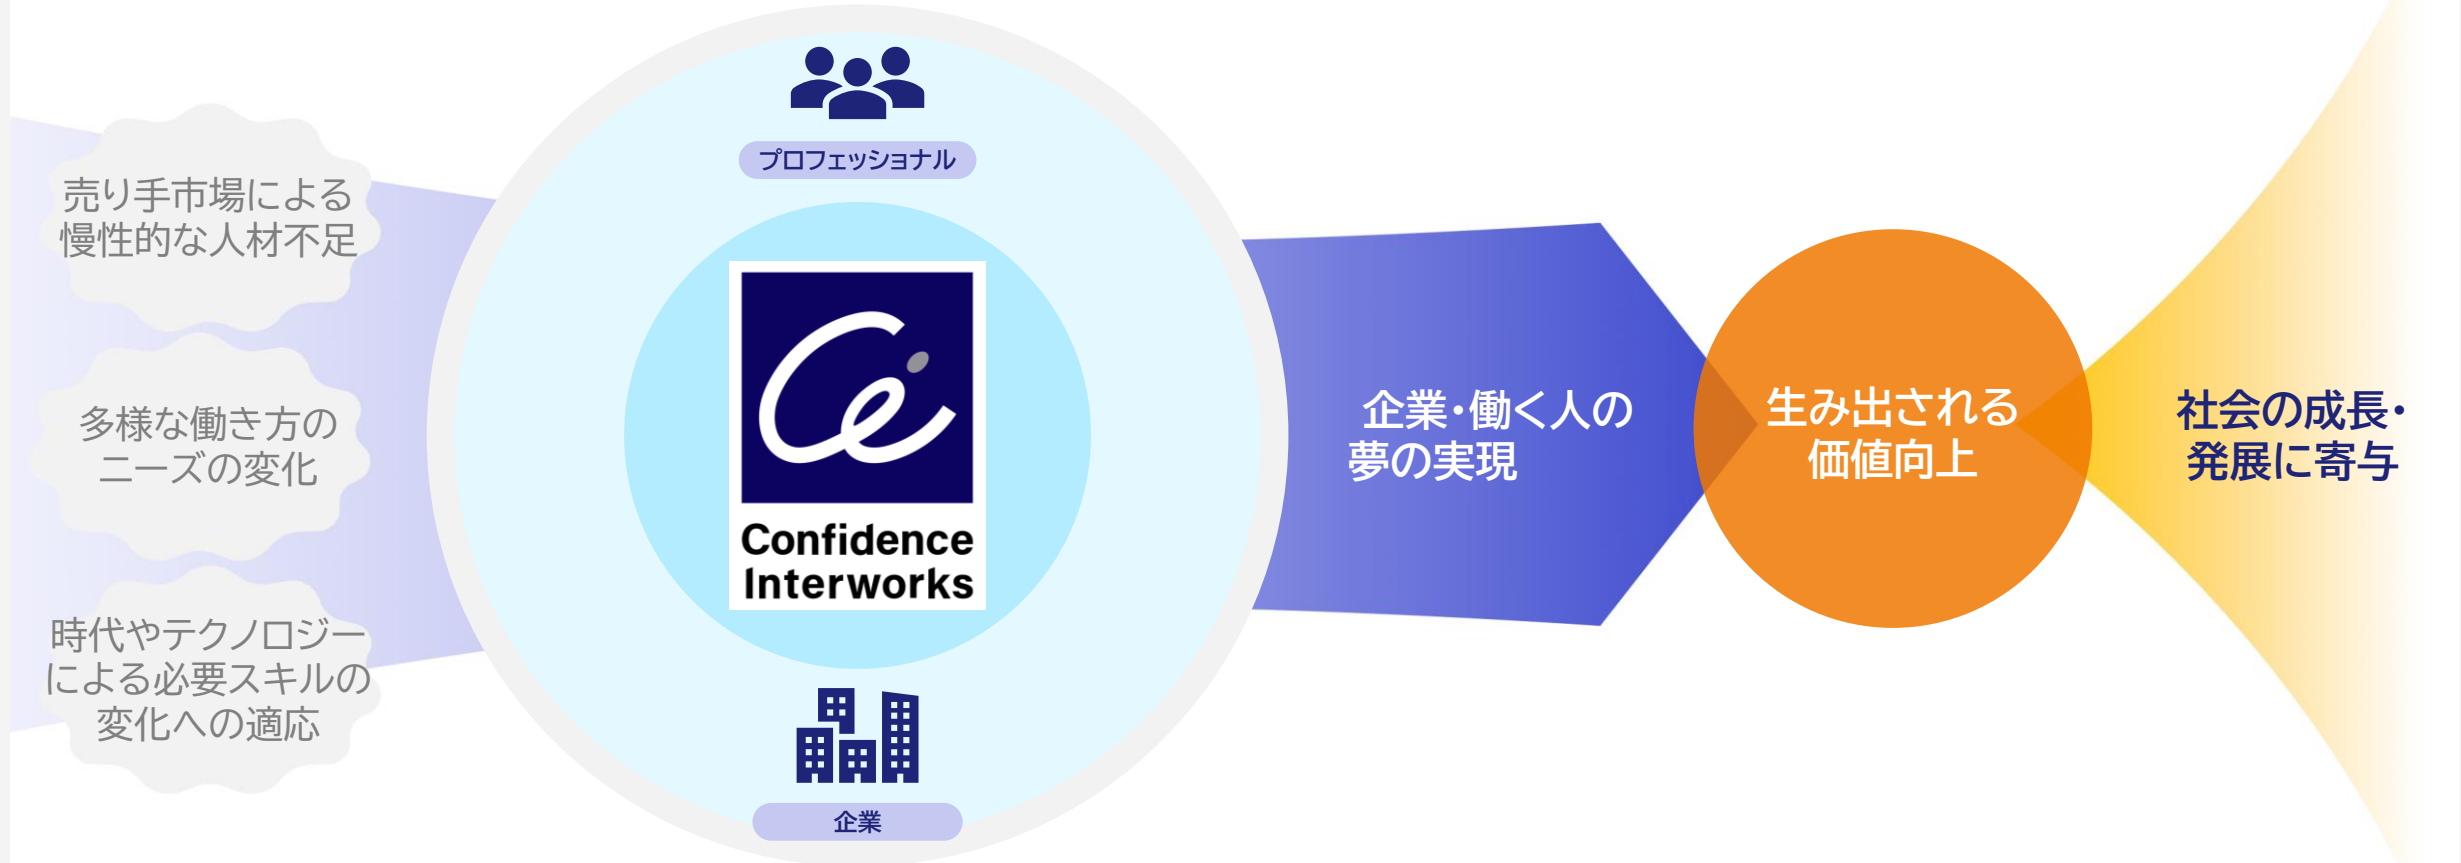 売り手市場による
慢性的な人材不足
多様な働き方の
ニーズの変化
時代やテクノロジー
による必要スキルの
変化への適応
プロフェッショナル
Ci
Confidence
Interworks
企業
企業・働く人の
夢の実現
生み出される
価値向上
社会の成長・
発展に寄与